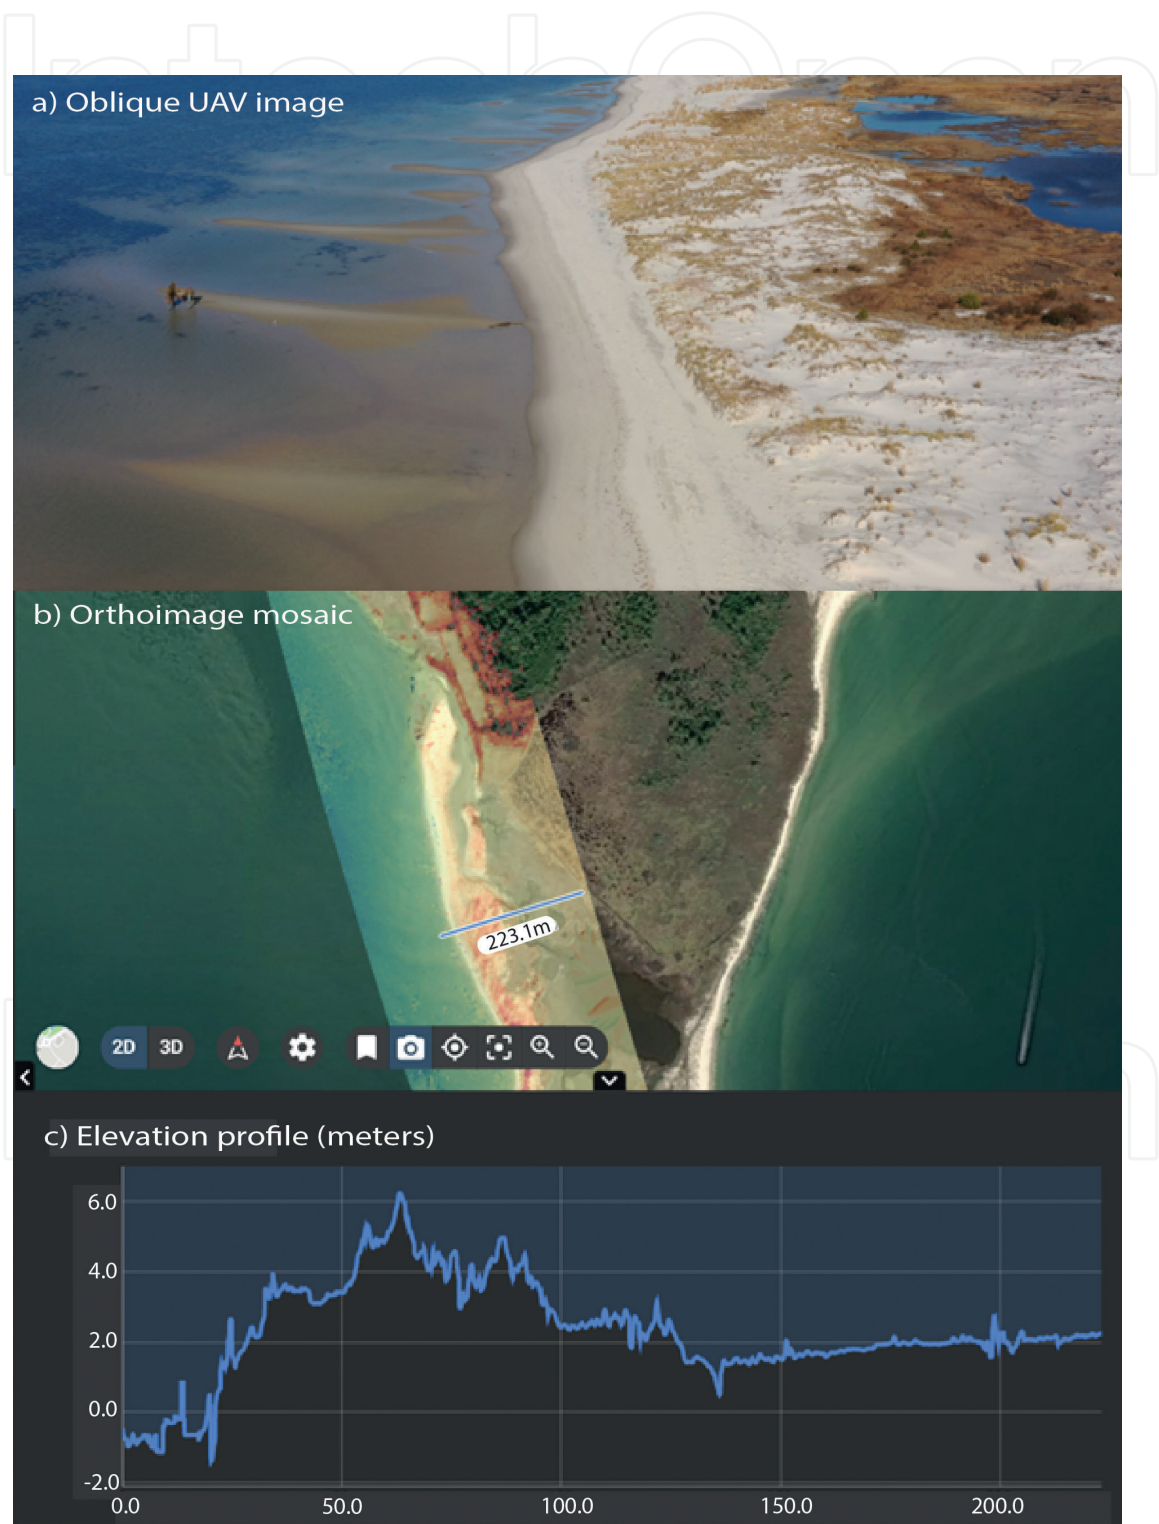 IntechOpen
a) Oblique UAV image
b) Orthoimage mosaic
223.1m
2D 3D
c) Elevation profile (meters)
6.0
4.0
2.0
0.0
-2.0
0.0 50.0 100.0 150.0 200.0